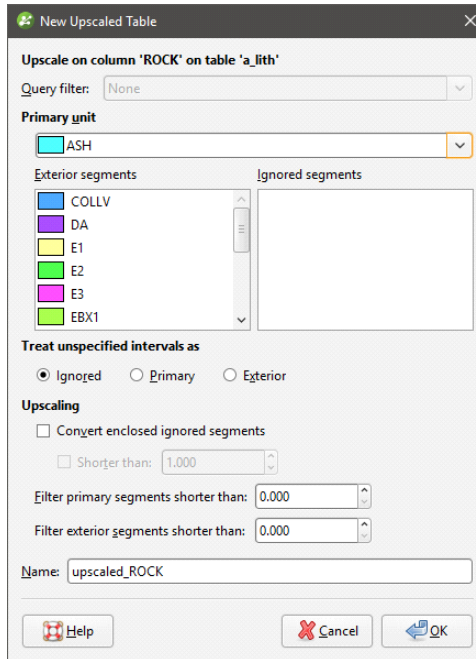 New Upscaled Table
Upscale on column 'ROCK' on table 'a_lith'
Query filter: None
Primary unit
ASH
Exterior segments Ignored segments
COLLV
DA
E1
E2
E3
EBX1
Treat unspecified intervals as
Ignored Primary Exterior
Upscaling
Convert enclosed ignored segments
Shorter than: 1.000
Filter primary segments shorter than: 0.000
Filter exterior segments shorter than: 0.000
Name: upscaled_ROCK
Help Cancel OK